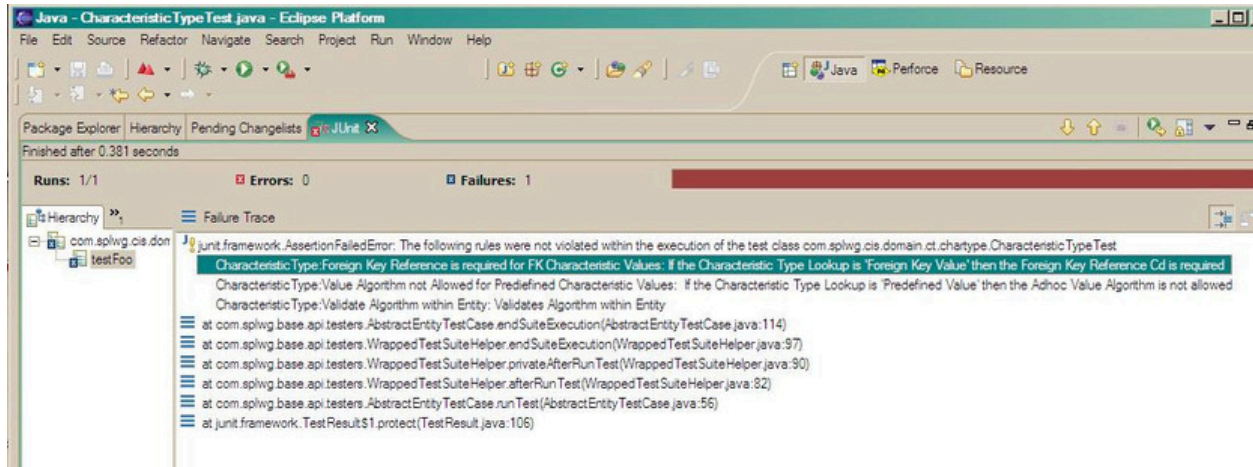 Java - CharacteristicTypeTest.java - Eclipse Platform
File Edit Source Refactor Navigate Search Project Run Window Help
Java Perforce Resource
Package Explorer Hierarchy Pending Changelists JUnit
Finished after 0.381 seconds
Runs: 1/1 Errors: 0 Failures: 1
Hierarchy »1 Failure Trace
com.splwg.cis.dom
testFoo
junit.framework.AssertionFailedError: The following rules were not violated within the execution of the test class com.splwg.cis.domain.ct.chartype.CharacteristicTypeTest
CharacteristicType:Foreign Key Reference is required for FK Characteristic Values: If the Characteristic Type Lookup is 'Foreign Key Value' then the Foreign Key Reference Cd is required
CharacteristicType:Value Algorithm not Allowed for Predefined Characteristic Values: If the Characteristic Type Lookup is 'Predefined Value' then the Adhoc Value Algorithm is not allowed
CharacteristicType:Validate Algorithm within Entity: Validates Algorithm within Entity
at com.splwg.base.api.testers.AbstractEntityTestCase.endSuiteExecution(AbstractEntityTestCase.java:114)
at com.splwg.base.api.testers.WrappedTestSuiteHelper.endSuiteExecution(WrappedTestSuiteHelper.java:97)
at com.splwg.base.api.testers.WrappedTestSuiteHelper.privateAfterRunTest(WrappedTestSuiteHelper.java:90)
at com.splwg.base.api.testers.WrappedTestSuiteHelper.afterRunTest(WrappedTestSuiteHelper.java:82)
at com.splwg.base.api.testers.AbstractEntityTestCase.runTest(AbstractEntityTestCase.java:56)
at junit.framework.TestResult$1.protect(TestResult.java:106)